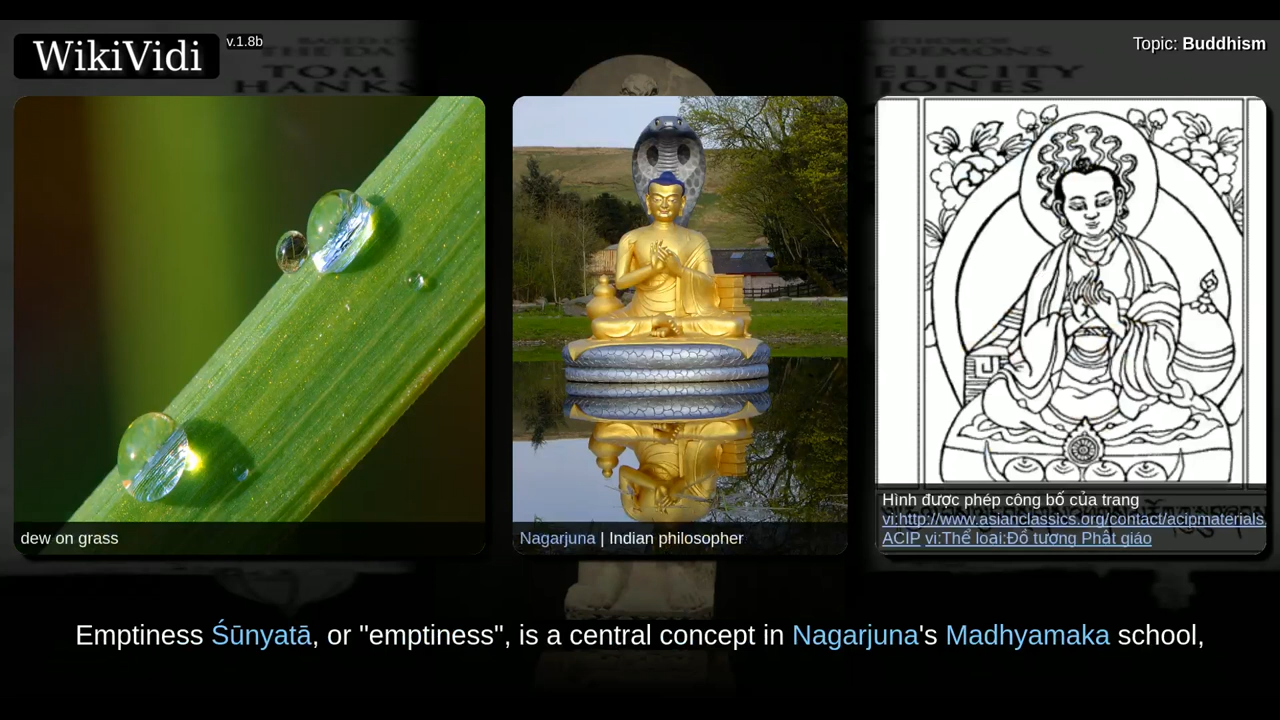 WikiVidi
v.1.8b
Topic: Buddhism
TOM
HANKS
dew on grass
Nagarjuna | Indian philosopher
Hình được phép công bố của trang
vi:http://www.asianclassics.org/contact/acipmaterials.
ACIP vi:Thể loại:Đồ tượng Phật giáo
Emptiness Śūnyatā, or "emptiness", is a central concept in Nagarjuna's Madhyamaka school,